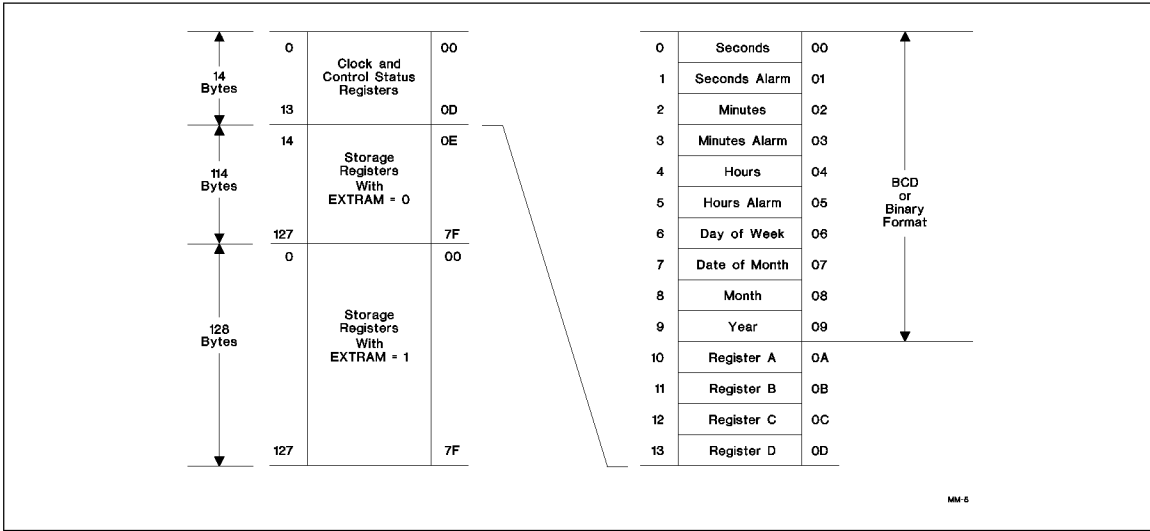 14
Bytes
0 00
Clock and
Control Status
Registers
13 0D
114
Bytes
14 0E
Storage
Registers
With
EXTRAM = 0
127 7F
128
Bytes
0 00
Storage
Registers
With
EXTRAM = 1
127 7F
0 Seconds 00
1 Seconds Alarm 01
2 Minutes 02
3 Minutes Alarm 03
4 Hours 04
5 Hours Alarm 05
6 Day of Week 06
7 Date of Month 07
8 Month 08
9 Year 09
10 Register A 0A
11 Register B 0B
12 Register C 0C
13 Register D 0D
BCD
or
Binary
Format
MM-6